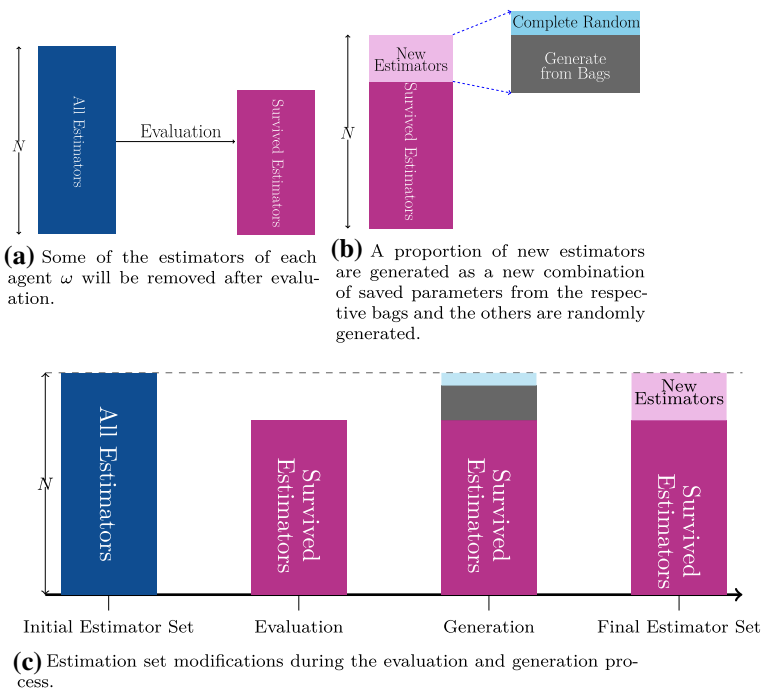 N
All Estimators
Evaluation
Survived Estimators
(a) Some of the estimators of each
agent ω will be removed after evalu-
ation.
N
New
Estimators
Survived Estimators
Complete Random
Generate
from Bags
(b) A proportion of new estimators
are generated as a new combination
of saved parameters from the respec-
tive bags and the others are randomly
generated.
N
All Estimators
Survived
Estimators
Survived
Estimators
New
Estimators
Survived
Estimators
Initial Estimator Set
Evaluation
Generation
Final Estimator Set
(c) Estimation set modifications during the evaluation and generation pro-
cess.